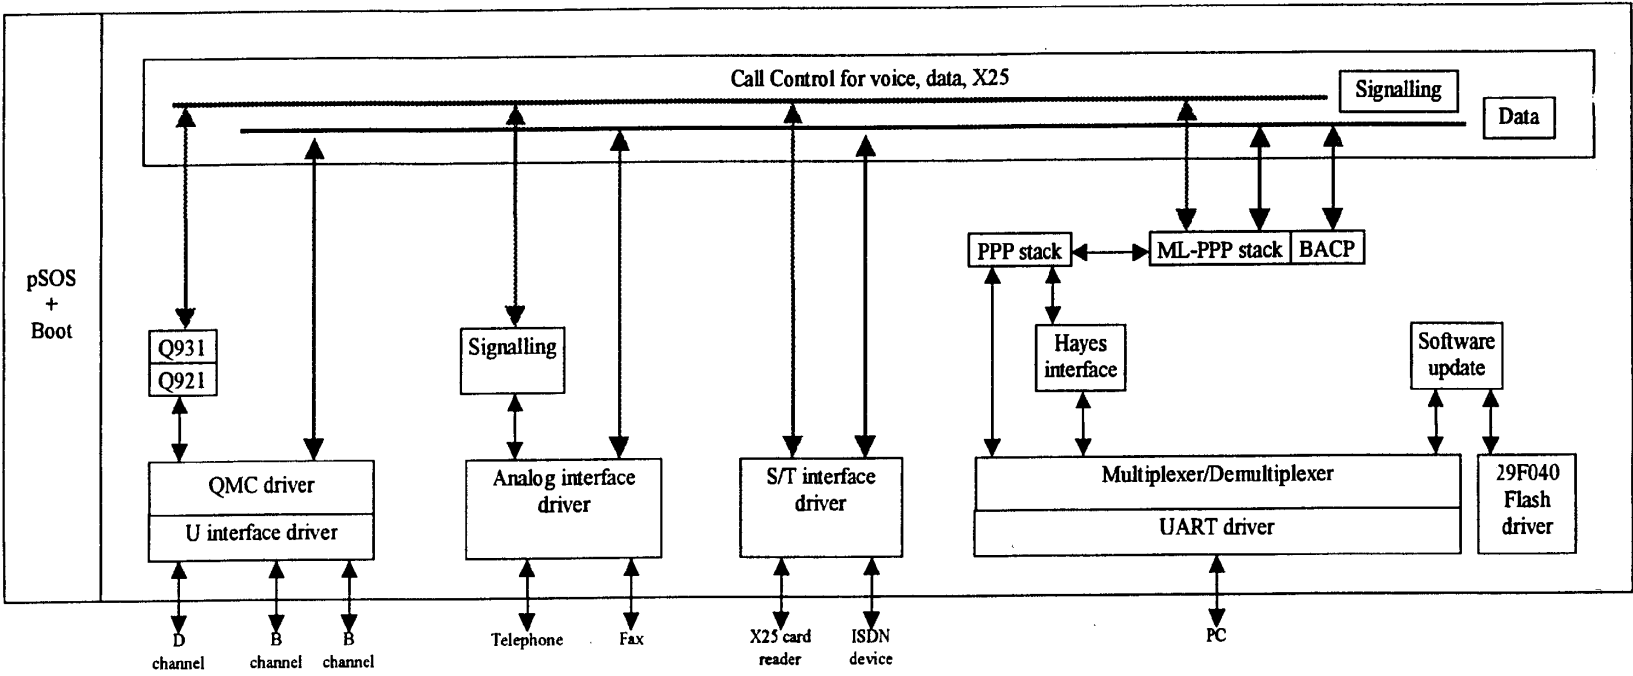 Call Control for voice, data, X25
Signalling
Data
pSOS
+
Boot
PPP stack
ML-PPP stack
BACP
Q931
Q921
Signalling
Hayes
interface
Software
update
QMC driver
U interface driver
Analog interface
driver
S/T interface
driver
Multiplexer/Demultiplexer
UART driver
29F040
Flash
driver
D
channel
B
channel
B
channel
Telephone
Fax
X25 card
reader
ISDN
device
PC